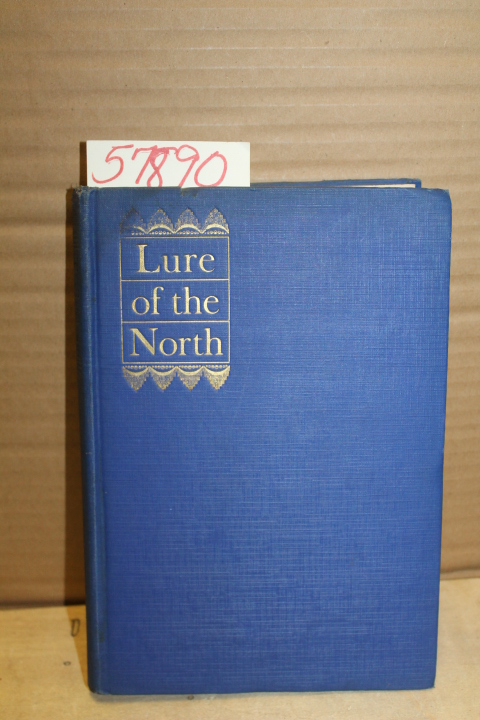 57890
Lure
of the
North